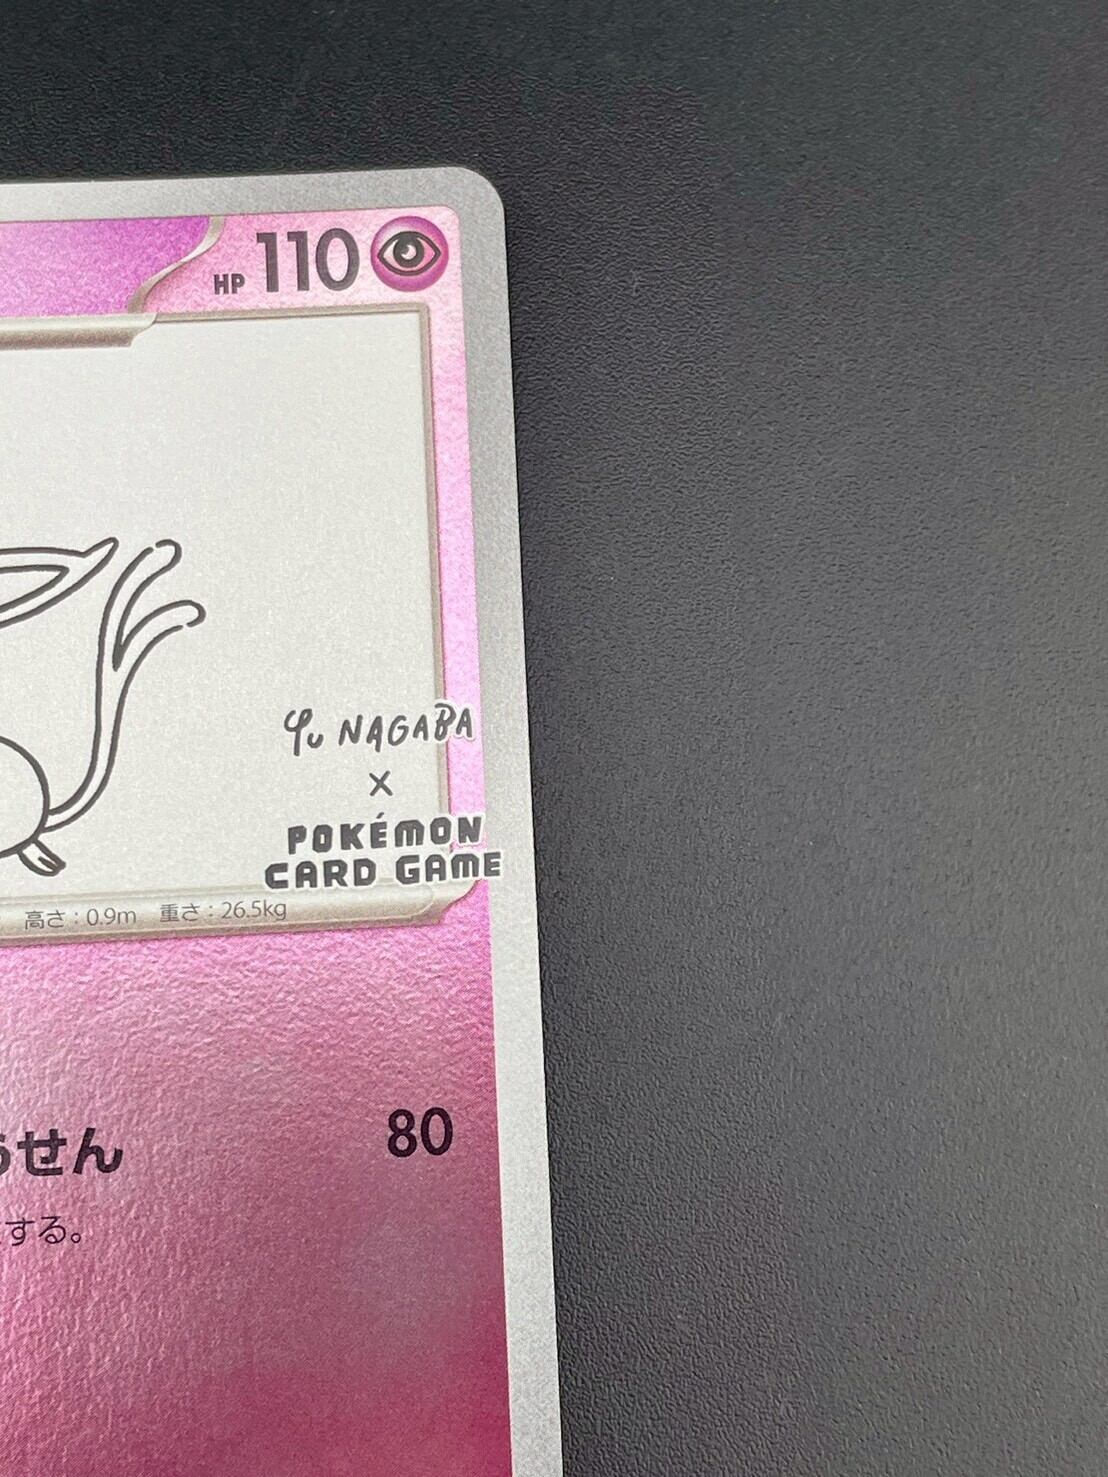 HP 110
Yu NAGABA
×
POKÉMON
CARD GAME
高さ:0.9m 重さ:26.5kg
うせん 80
する。